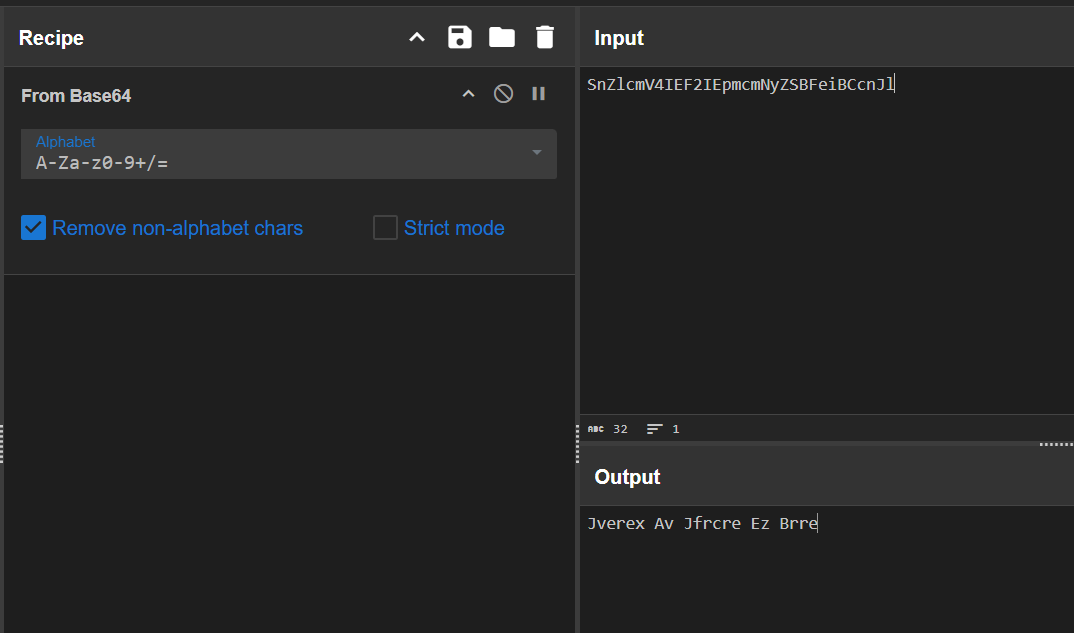 Recipe
From Base64
Alphabet
A-Za-z0-9+/=
Remove non-alphabet chars
Strict mode
Input
SnZlcmV4IEF2IEpmcmNyZSBFeiBCcnJl
ABC 32 1
Output
Jverex Av Jfrcre Ez Brre